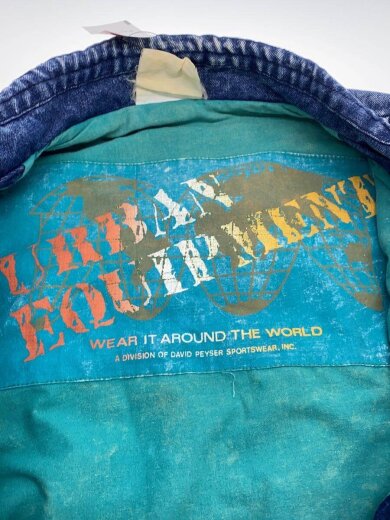 URBAN
EQUIPMENT
WEAR IT AROUND THE WORLD
A DIVISION OF DAVID PEYSER SPORTSWEAR, INC.